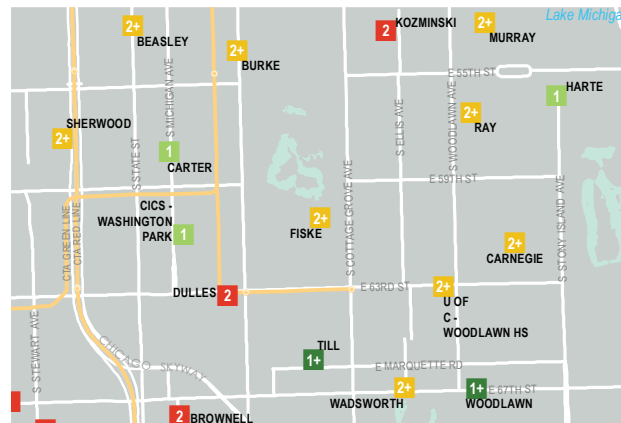 Lake Michiga
2+
BEASLEY
2
KOZMINSKI
2+
MURRAY
2+
BURKE
E 55TH ST
1
HARTE
2+
SHERWOOD
2+
RAY
1
CARTER
S MICHIGAN AVE
S STATE ST
S COTTAGE GROVE AVE
S ELLIS AVE
S WOODLAWN AVE
S STONY ISLAND AVE
E 59TH ST
CICS -
WASHINGTON
PARK
1
2+
FISKE
2+
CARNEGIE
CTA GREEN LINE
CTA RED LINE
DULLES
2
E 63RD ST
2+
U OF
C -
WOODLAWN HS
S STEWART AVE
CHICAGO SKYWAY
TILL
1+
E MARQUETTE RD
2+
WADSWORTH
1+
WOODLAWN
E 67TH ST
2
BROWNELL